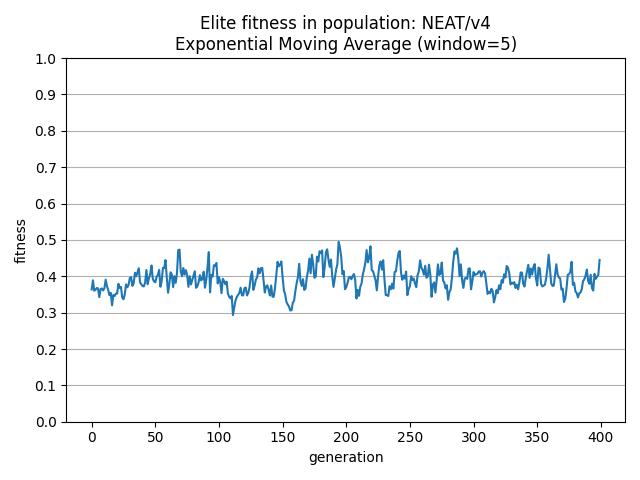 Elite fitness in population: NEAT/v4
Exponential Moving Average (window=5)
1.0
0.9
0.8
0.7
0.6
0.5
0.4
0.3
0.2
0.1
0.0
fitness
0 50 100 150 200 250 300 350 400
generation